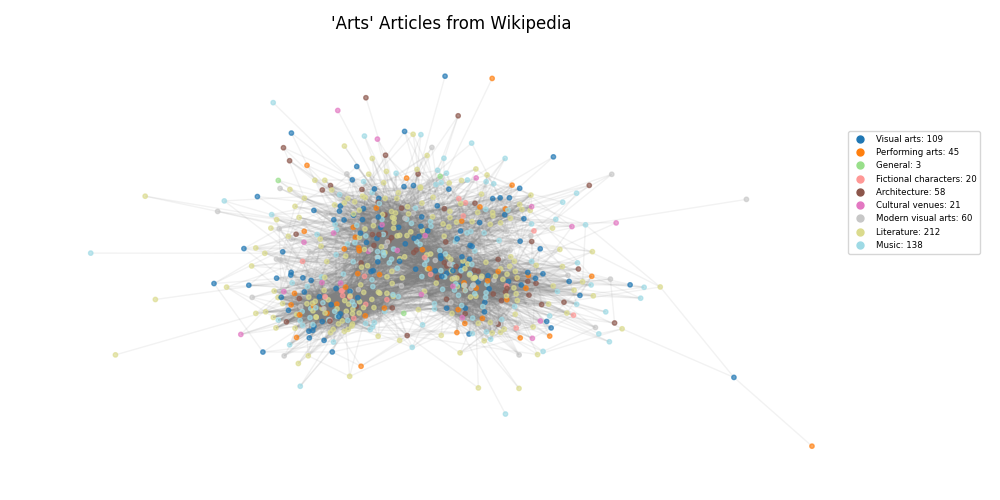 'Arts' Articles from Wikipedia
Visual arts: 109
Performing arts: 45
General: 3
Fictional characters: 20
Architecture: 58
Cultural venues: 21
Modern visual arts: 60
Literature: 212
Music: 138